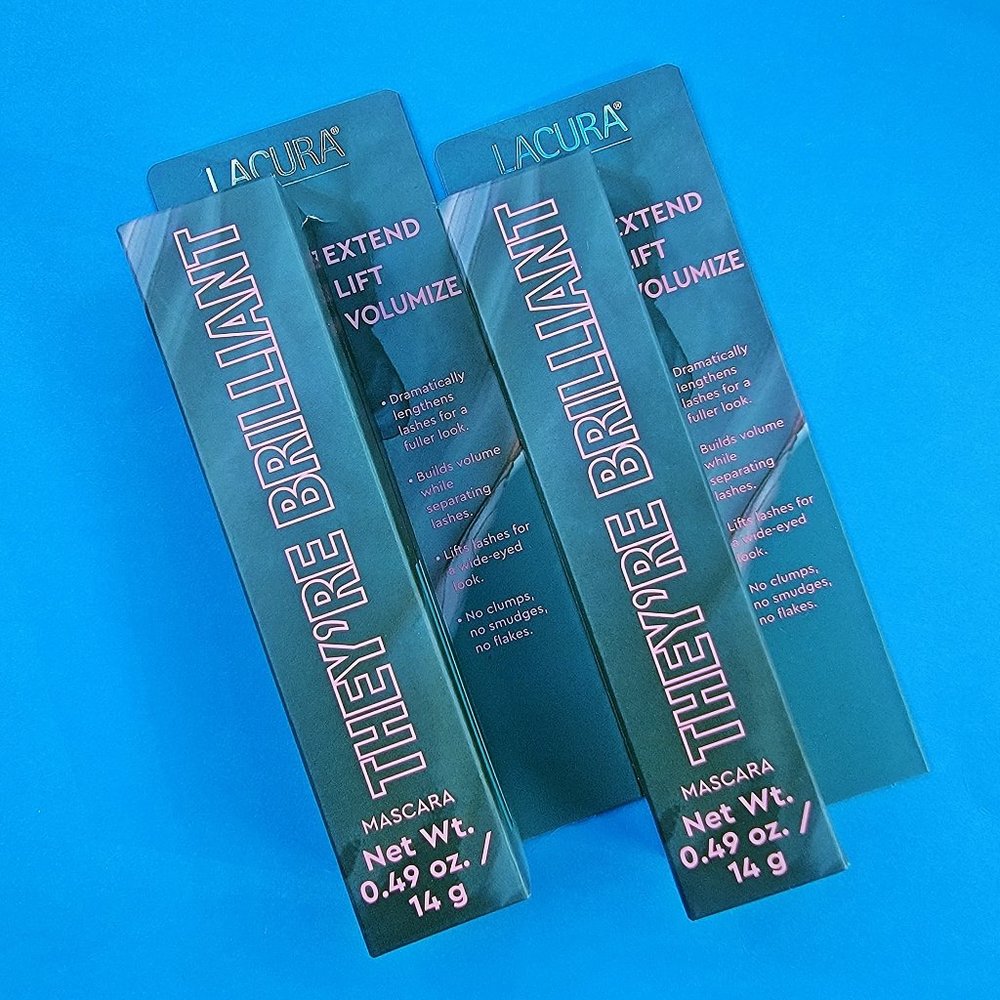 LACURA®
EXTEND
LIFT
VOLUMIZE
• Dramatically
lengthens
lashes for a
fuller look.
• Builds volume
while
separating
lashes.
• Lifts lashes for
a wide-eyed
look.
• No clumps,
no smudges,
no flakes.
THEY'RE BRILLIANT
MASCARA
Net Wt.
0.49 oz. /
14 g
LACURA®
EXTEND
LIFT
VOLUMIZE
Dramatically
lengthens
lashes for a
fuller look.
Builds volume
while
separating
lashes.
Lifts lashes for
a wide-eyed
look.
No clumps,
no smudges,
no flakes.
THEY'RE BRILLIANT
MASCARA
Net Wt.
0.49 oz. /
14 g